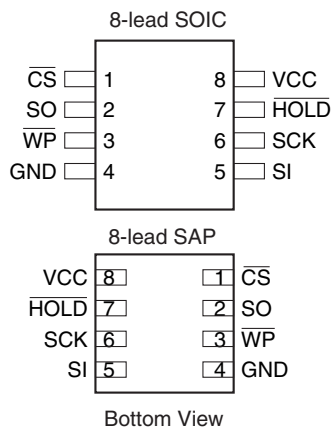 8-lead SOIC
CS 1 8 VCC
SO 2 7 HOLD
WP 3 6 SCK
GND 4 5 SI
8-lead SAP
VCC 8 1 CS
HOLD 7 2 SO
SCK 6 3 WP
SI 5 4 GND
Bottom View